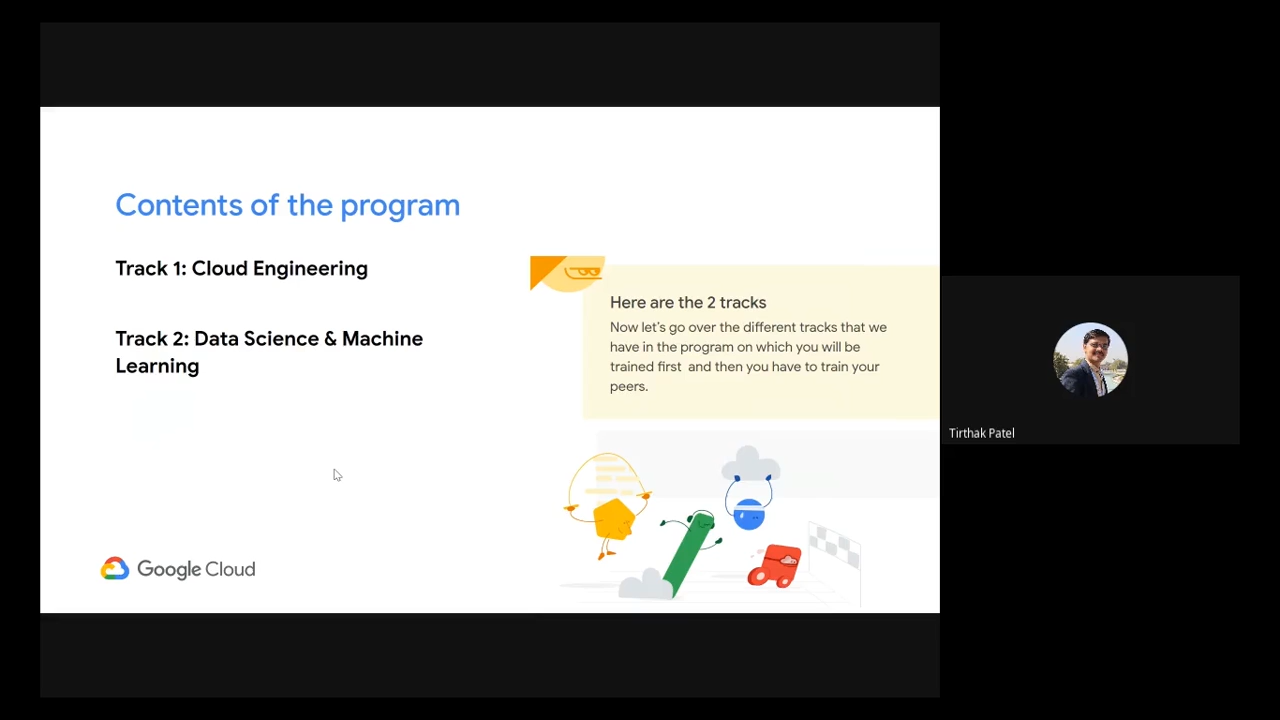 Contents of the program
Track 1: Cloud Engineering
Track 2: Data Science & Machine
Learning
Here are the 2 tracks
Now let's go over the different tracks that we
have in the program on which you will be
trained first and then you have to train your
peers.
Google Cloud
Tirthak Patel